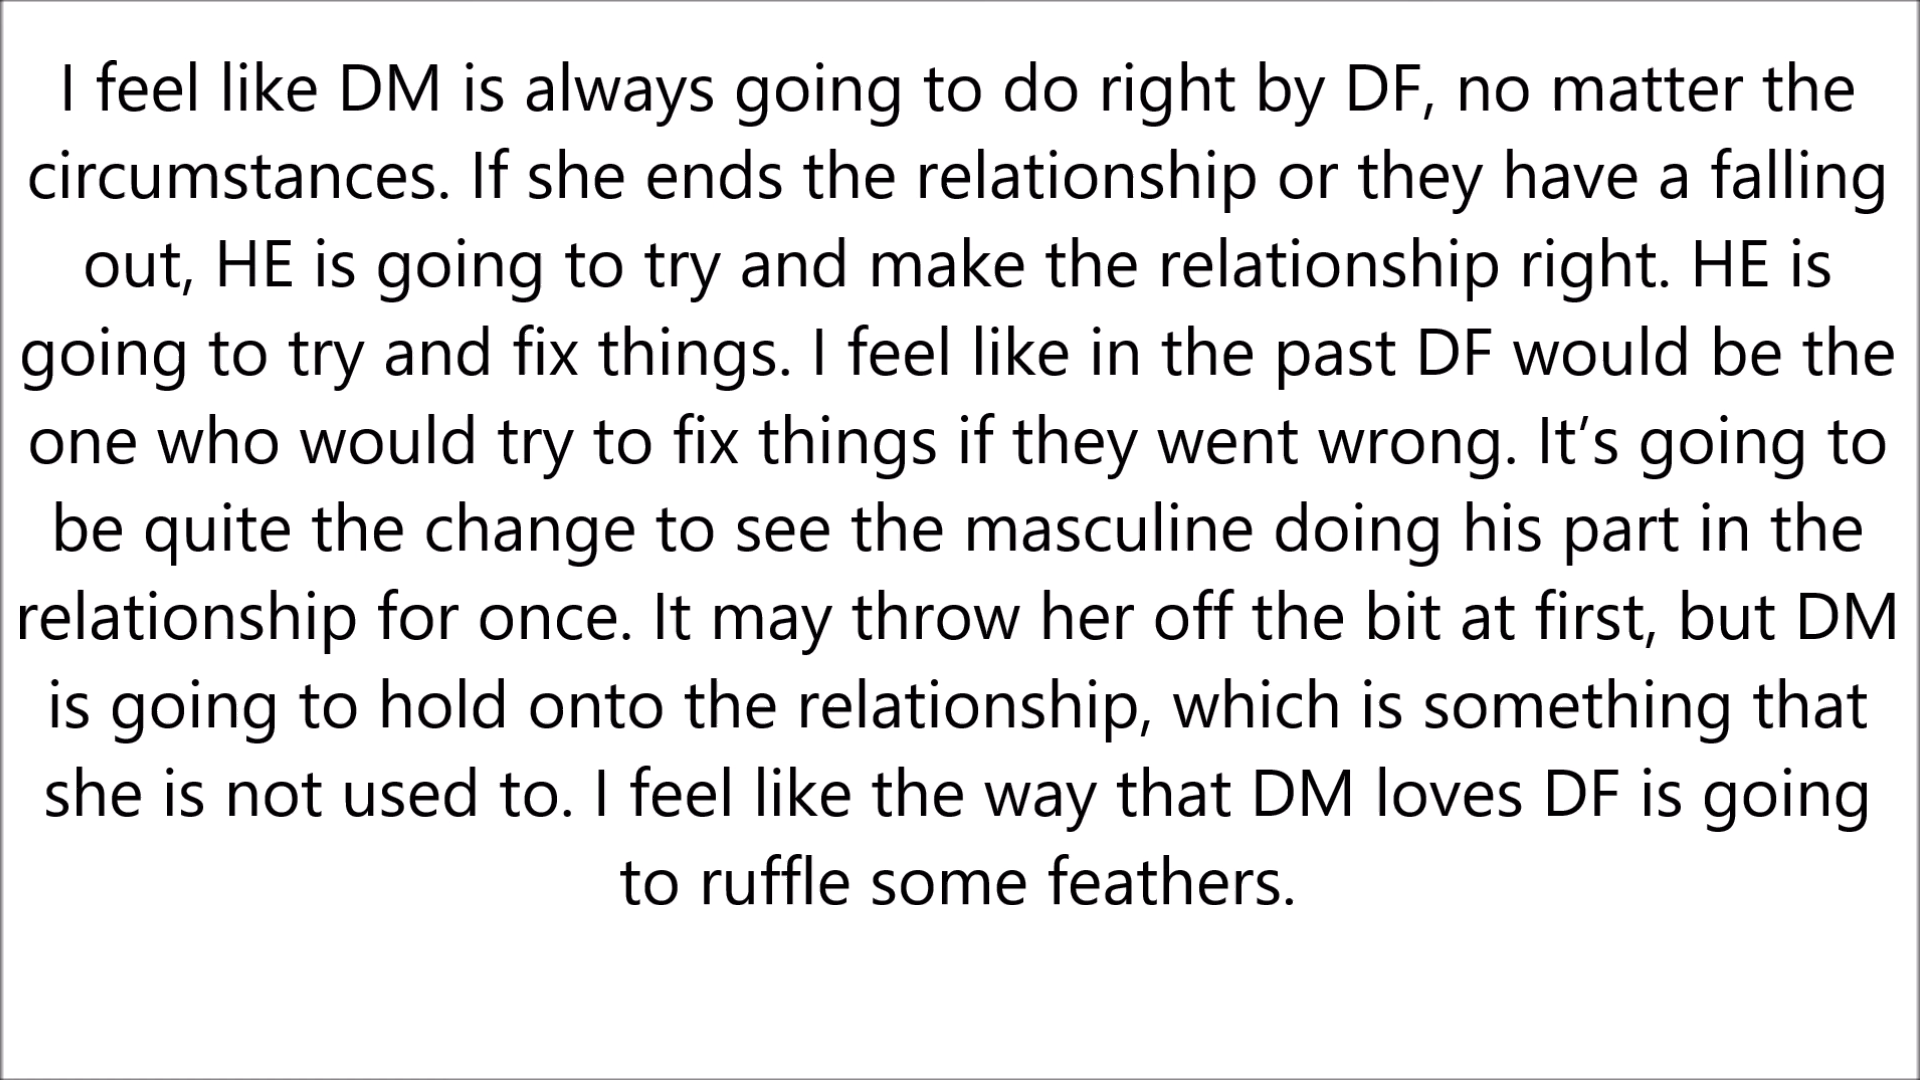 I feel like DM is always going to do right by DF, no matter the
circumstances. If she ends the relationship or they have a falling
out, HE is going to try and make the relationship right. HE is
going to try and fix things. I feel like in the past DF would be the
one who would try to fix things if they went wrong. It’s going to
be quite the change to see the masculine doing his part in the
relationship for once. It may throw her off the bit at first, but DM
is going to hold onto the relationship, which is something that
she is not used to. I feel like the way that DM loves DF is going
to ruffle some feathers.